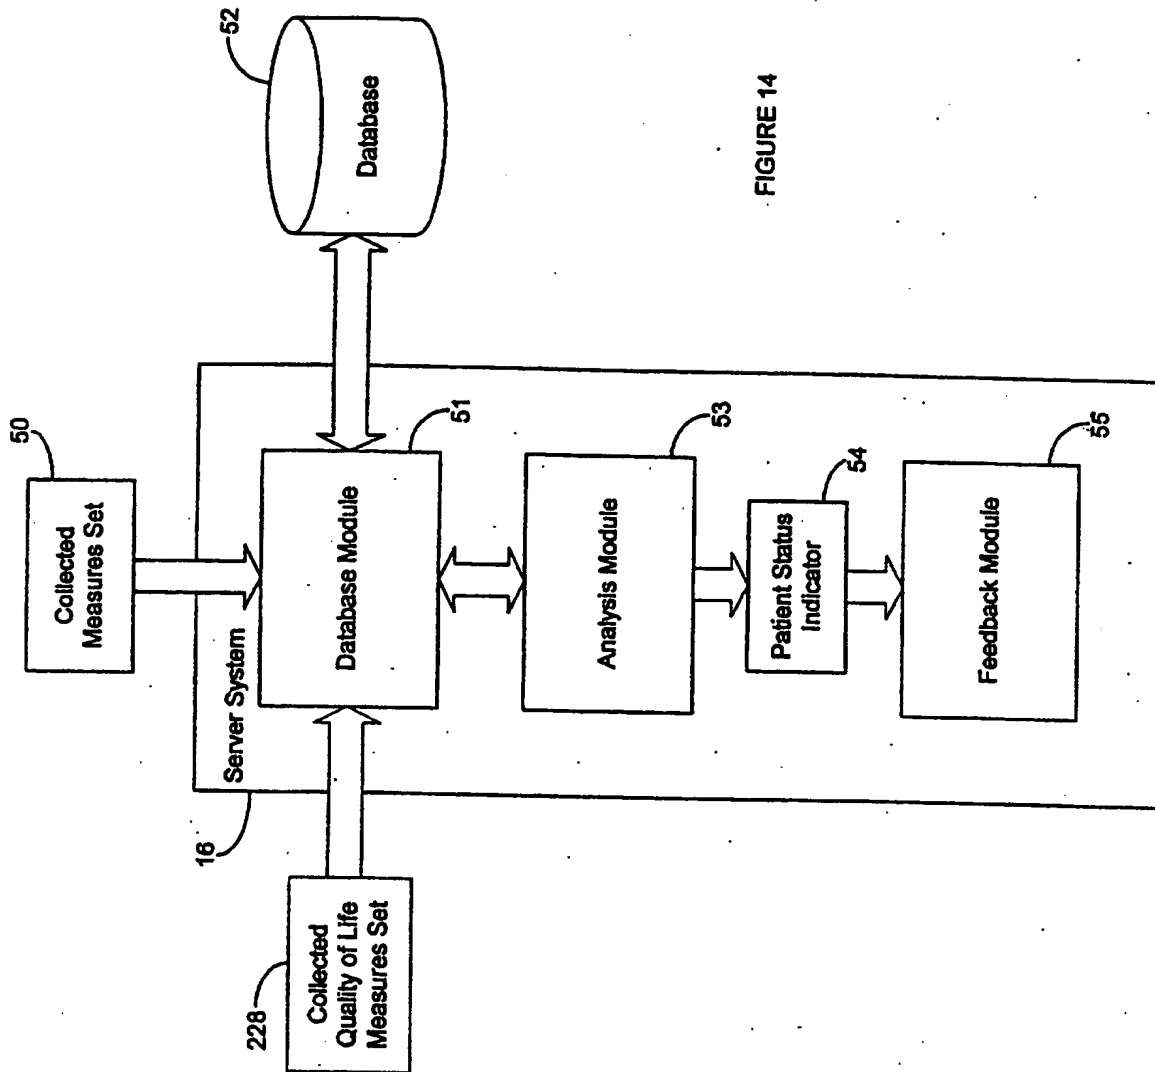 50
Collected
Measures Set
52
Database
16
Server System
228
Collected
Quality of Life
Measures Set
Database Module
51
Analysis Module
53
Patient Status
Indicator
54
Feedback Module
55
FIGURE 14